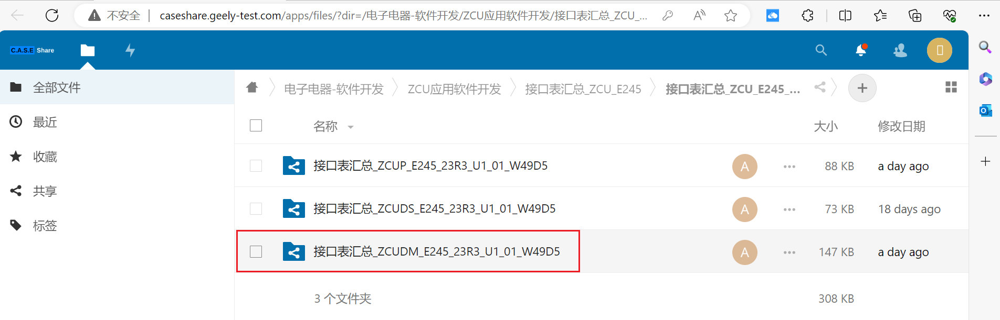 不安全 caseshare.geely-test.com/apps/files/?dir=/电子电器-软件开发/ZCU应用软件开发/接口表汇总_ZCU_...
C.A.S.E Share
全部文件
最近
收藏
共享
标签
电子电器-软件开发 ZCU应用软件开发 接口表汇总_ZCU_E245 接口表汇总_ZCU_E245_...
名称 大小 修改日期
接口表汇总_ZCUP_E245_23R3_U1_01_W49D5 A 88 KB a day ago
接口表汇总_ZCUDS_E245_23R3_U1_01_W49D5 A 73 KB 18 days ago
接口表汇总_ZCUDM_E245_23R3_U1_01_W49D5 A 147 KB a day ago
3 个文件夹 308 KB